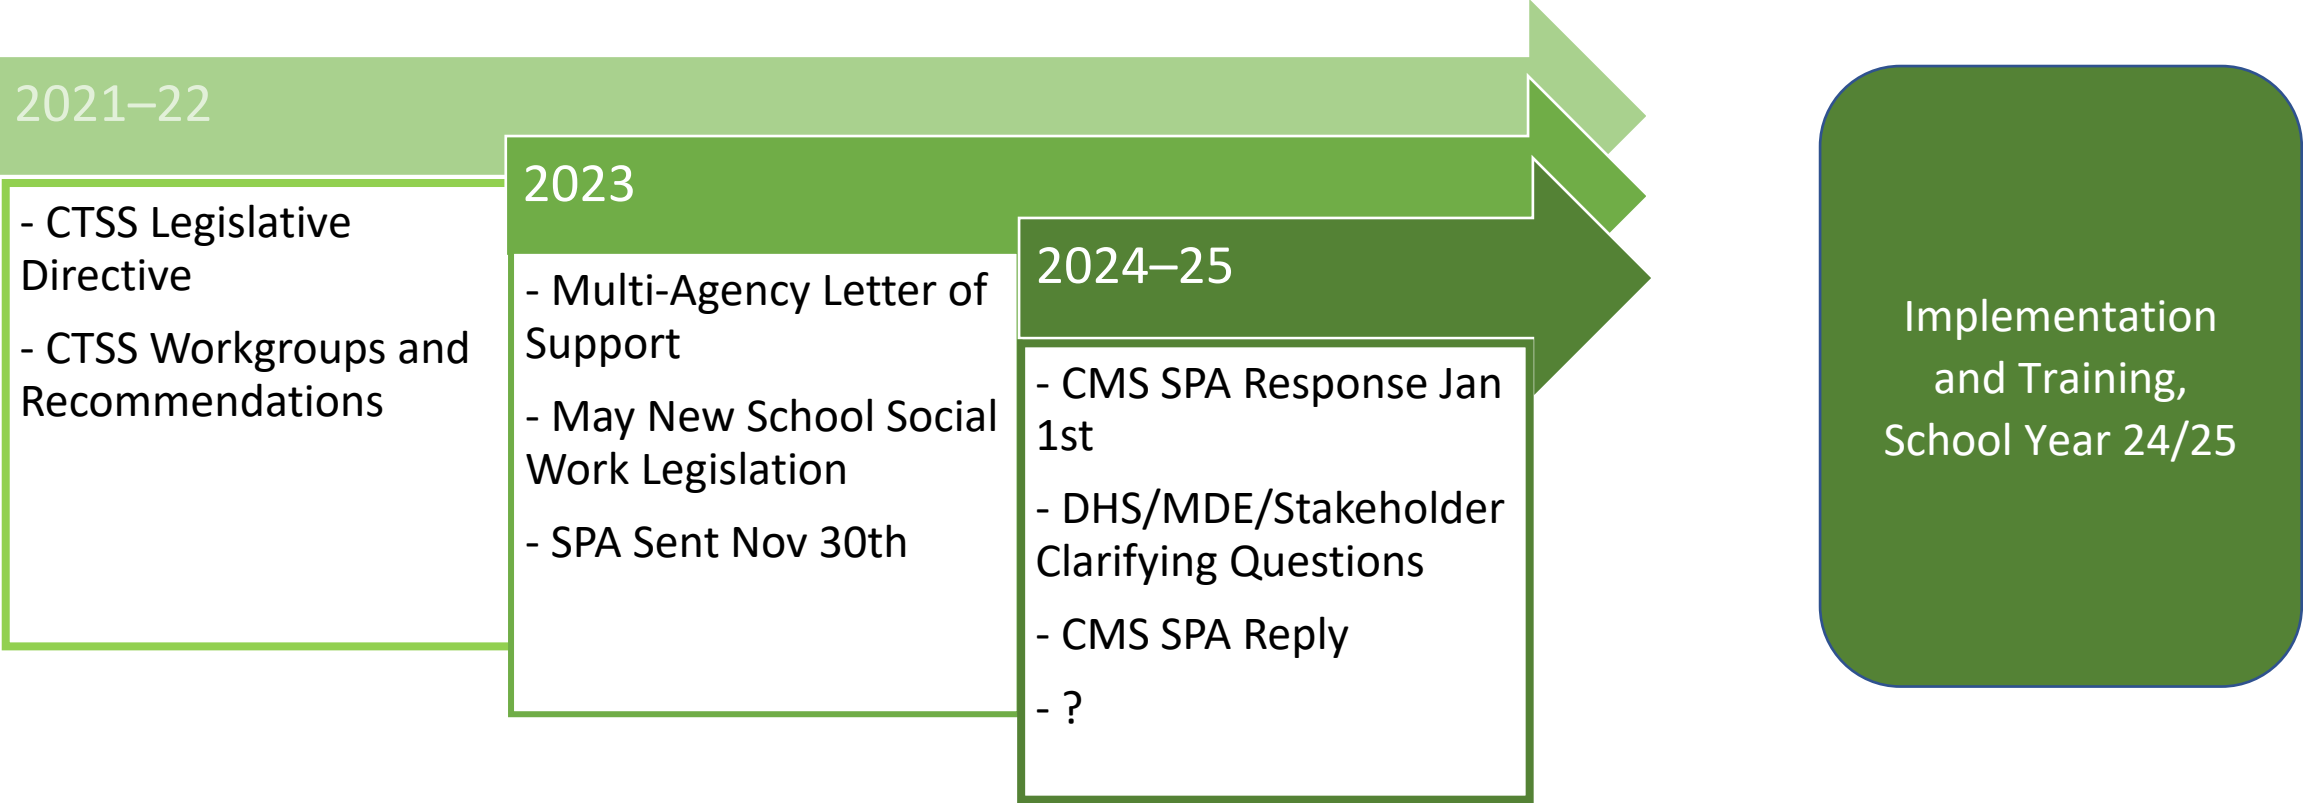 2021–22
- CTSS Legislative
Directive
- CTSS Workgroups and
Recommendations
2023
- Multi-Agency Letter of
Support
- May New School Social
Work Legislation
- SPA Sent Nov 30th
2024–25
- CMS SPA Response Jan
1st
- DHS/MDE/Stakeholder
Clarifying Questions
- CMS SPA Reply
- ?
Implementation
and Training,
School Year 24/25